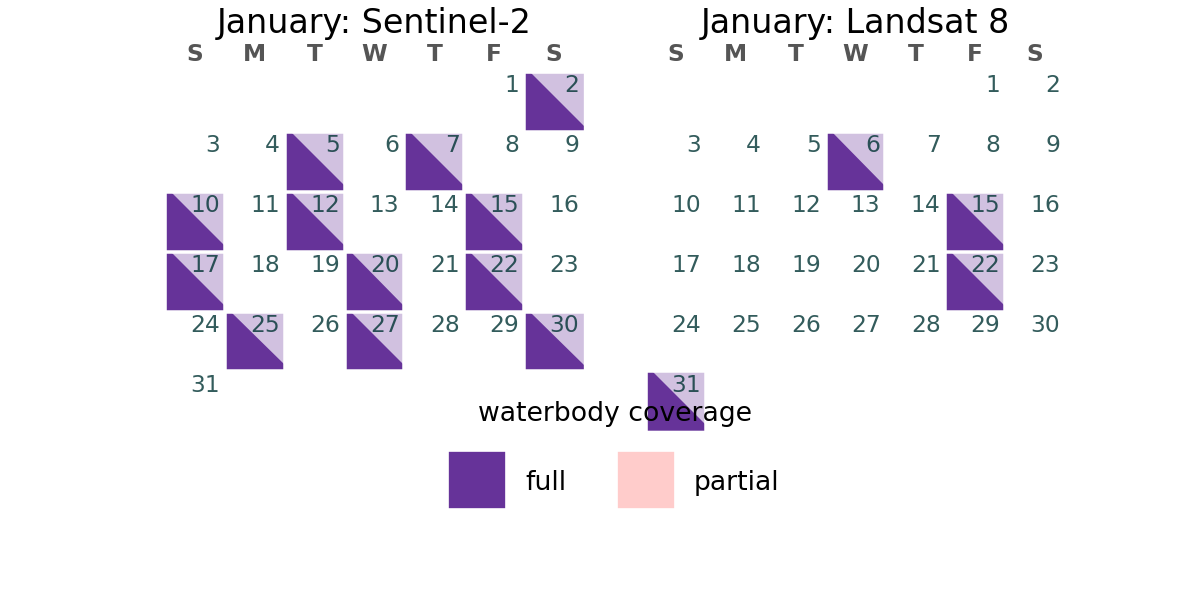 January: Sentinel-2
S M T W T F S
1 2
3 4 5 6 7 8 9
10 11 12 13 14 15 16
17 18 19 20 21 22 23
24 25 26 27 28 29 30
31
January: Landsat 8
S M T W T F S
1 2
3 4 5 6 7 8 9
10 11 12 13 14 15 16
17 18 19 20 21 22 23
24 25 26 27 28 29 30
31
waterbody coverage
full
partial